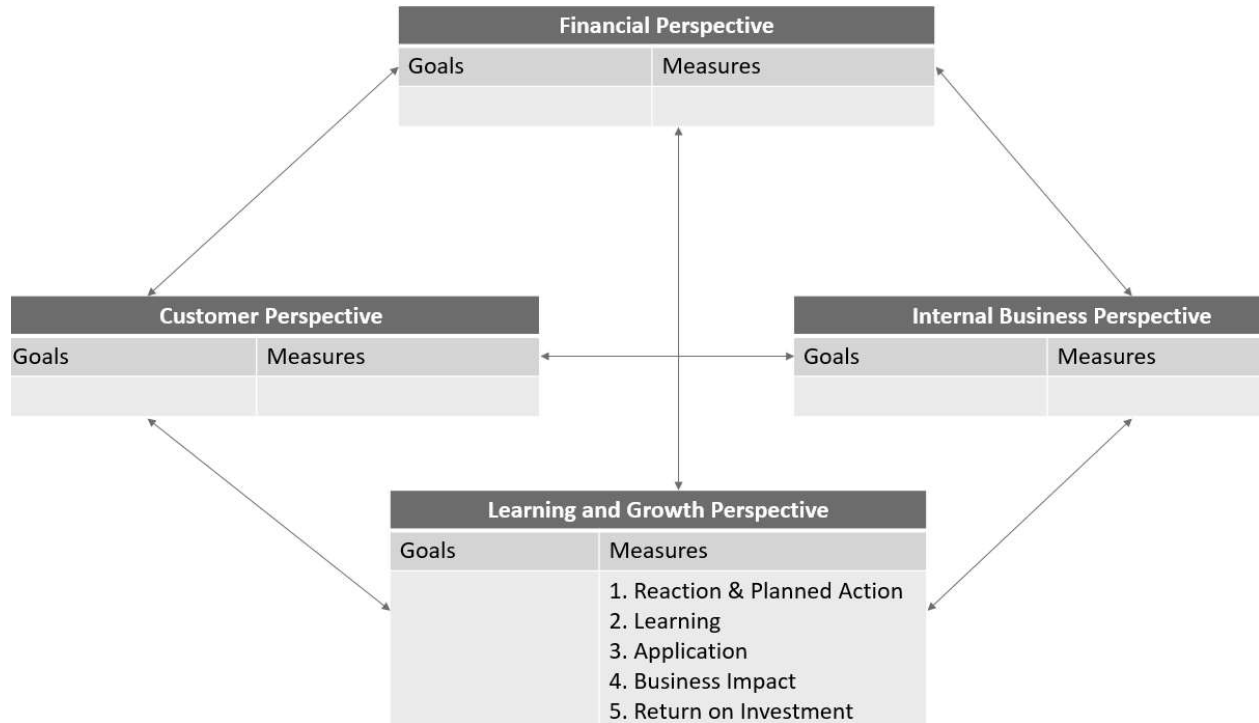 Financial Perspective
Goals Measures
Customer Perspective
Goals Measures
Internal Business Perspective
Goals Measures
Learning and Growth Perspective
Goals Measures
1. Reaction & Planned Action
2. Learning
3. Application
4. Business Impact
5. Return on Investment